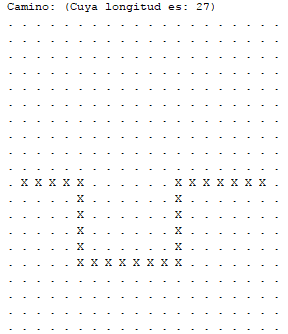 Camino: (Cuya longitud es: 27)
. . . . . . . . . . . . . . . . . . . .
. . . . . . . . . . . . . . . . . . . .
. . . . . . . . . . . . . . . . . . . .
. . . . . . . . . . . . . . . . . . . .
. . . . . . . . . . . . . . . . . . . .
. . . . . . . . . . . . . . . . . . . .
. . . . . . . . . . . . . . . . . . . .
. . . . . . . . . . . . . . . . . . . .
. . . . . . . . . . . . . . . . . . . .
. . . . . . . . . . . . . . . . . . . .
. X X X X X . . . . . . X X X X X X X .
. . . . . X . . . . . . X . . . . . . .
. . . . . X . . . . . . X . . . . . . .
. . . . . X . . . . . . X . . . . . . .
. . . . . X . . . . . . X . . . . . . .
. . . . . X X X X X X X X . . . . . . .
. . . . . . . . . . . . . . . . . . . .
. . . . . . . . . . . . . . . . . . . .
. . . . . . . . . . . . . . . . . . . .
. . . . . . . . . . . . . . . . . . . .